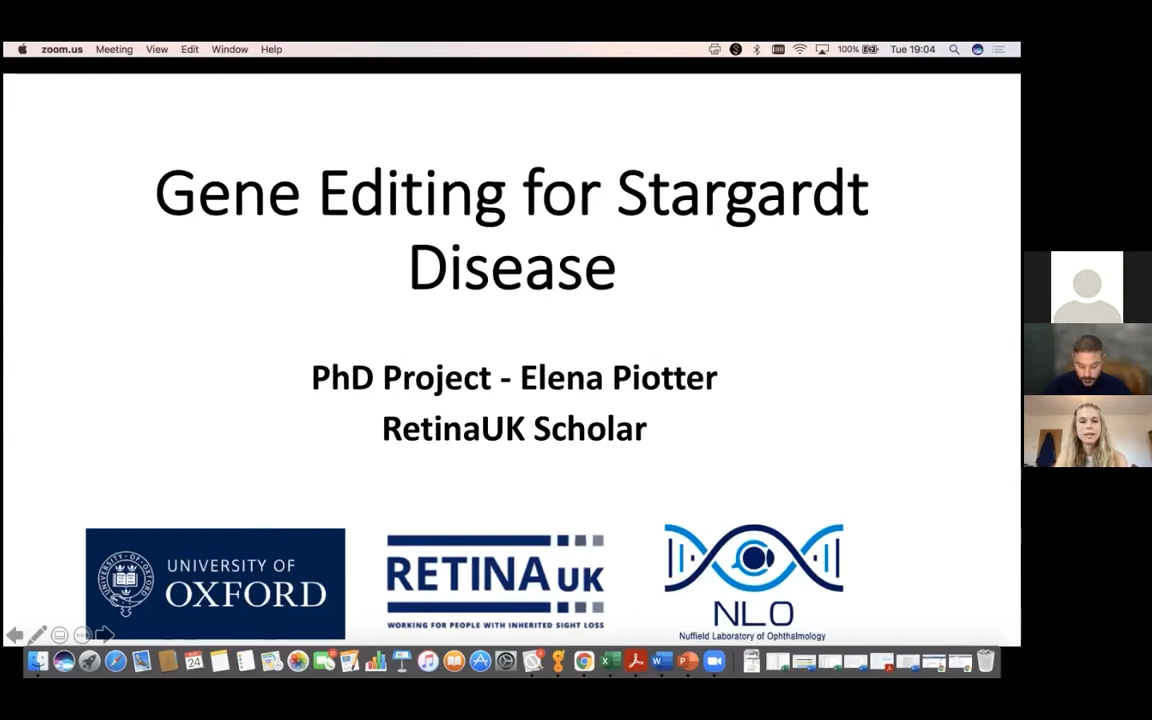 zoom.us Meeting View Edit Window Help 100% Tue 19:04
Gene Editing for Stargardt
Disease
PhD Project - Elena Piotter
RetinaUK Scholar
UNIVERSITY OF
OXFORD
RETINA UK
WORKING FOR PEOPLE WITH INHERITED SIGHT LOSS
NLO
Nuffield Laboratory of Ophthalmology
24